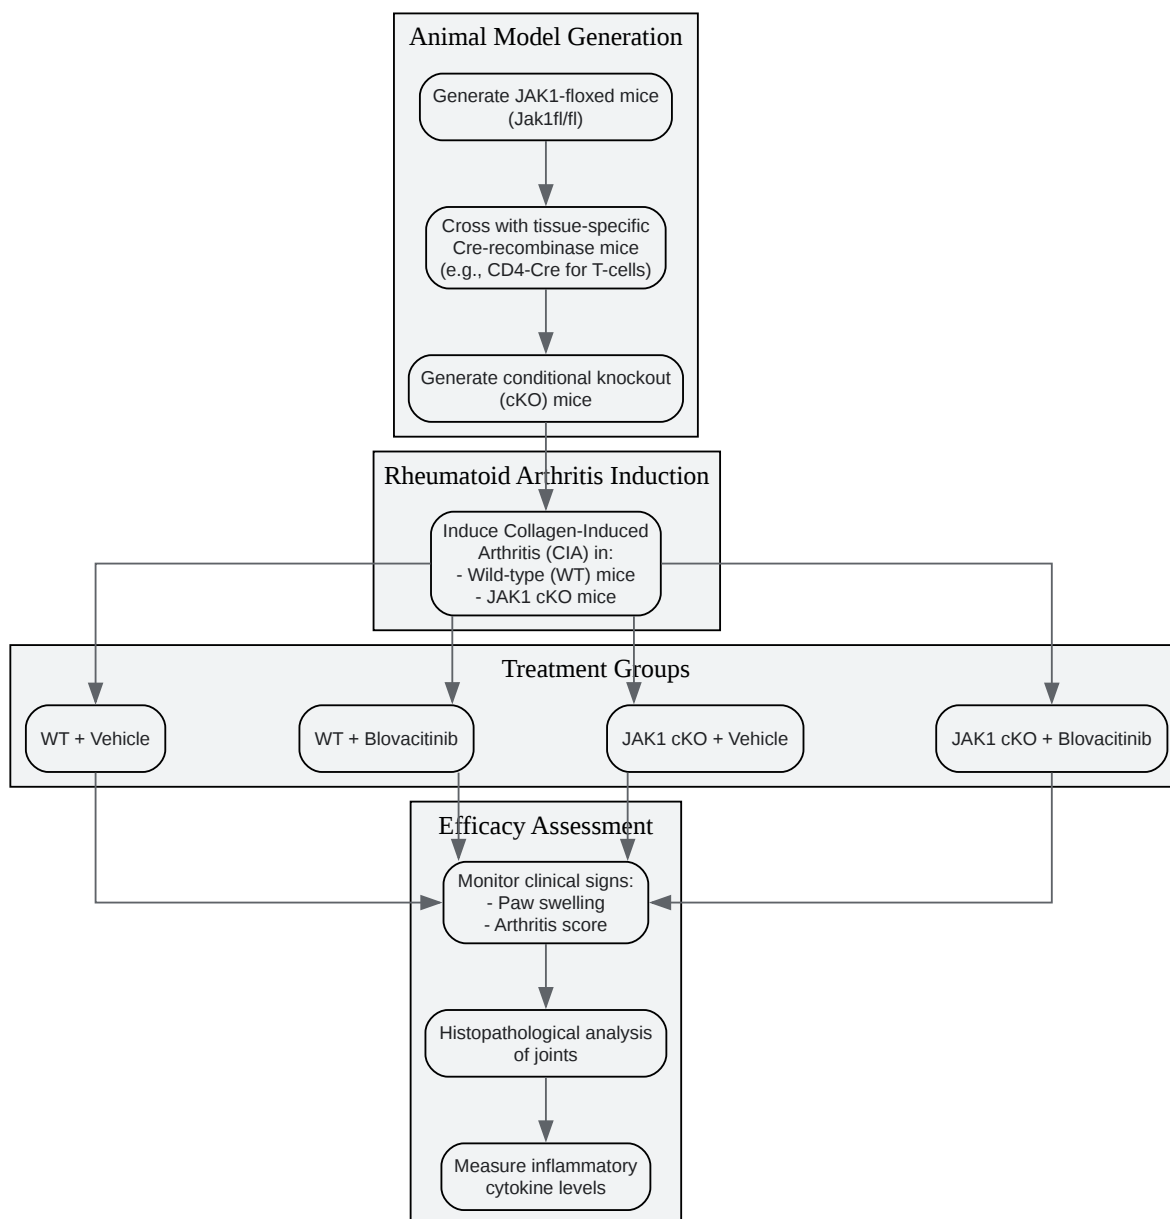 Animal Model Generation
Generate JAK1-floxed mice
(Jak1fl/fl)
Cross with tissue-specific
Cre-recombinase mice
(e.g., CD4-Cre for T-cells)
Generate conditional knockout
(cKO) mice
Rheumatoid Arthritis Induction
Induce Collagen-Induced
Arthritis (CIA) in:
- Wild-type (WT) mice
- JAK1 cKO mice
Treatment Groups
WT + Vehicle
WT + Blovacitinib
JAK1 cKO + Vehicle
JAK1 cKO + Blovacitinib
Efficacy Assessment
Monitor clinical signs:
- Paw swelling
- Arthritis score
Histopathological analysis
of joints
Measure inflammatory
cytokine levels